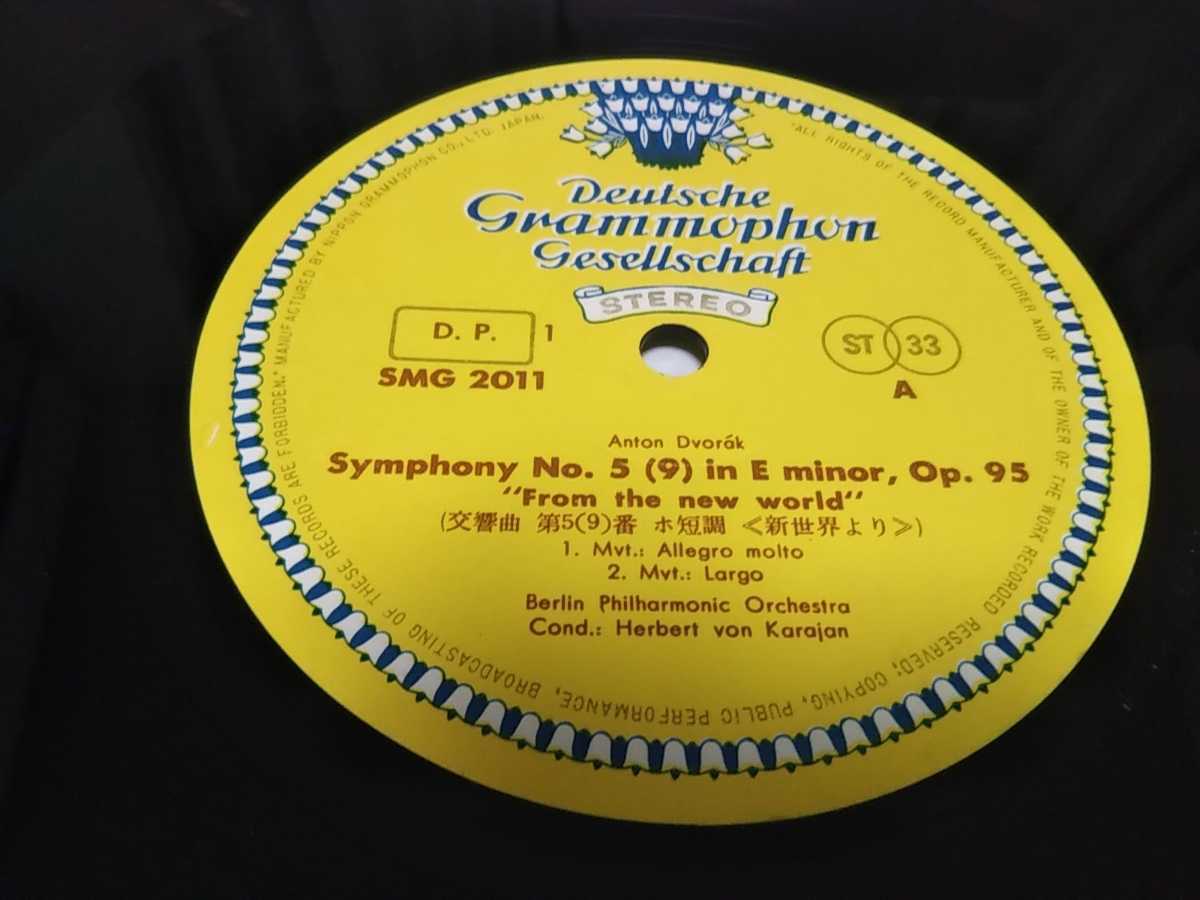 "ALL RIGHTS OF THE RECORD MANUFACTURER AND OF THE OWNER OF THE WORK RECORDED RESERVED; COPYING, PUBLIC PERFORMANCE, BROADCASTING OF THESE RECORDS ARE FORBIDDEN." MANUFACTURED BY NIPPON GRAMMOPHON CO., LTD. JAPAN.
Deutsche
Grammophon
Gesellschaft
STEREO
D. P. 1
SMG 2011
ST 33
A
Anton Dvorák
Symphony No. 5 (9) in E minor, Op. 95
"From the new world"
(交響曲 第5(9)番 ホ短調 《新世界より》)
1. Mvt.: Allegro molto
2. Mvt.: Largo
Berlin Philharmonic Orchestra
Cond.: Herbert von Karajan